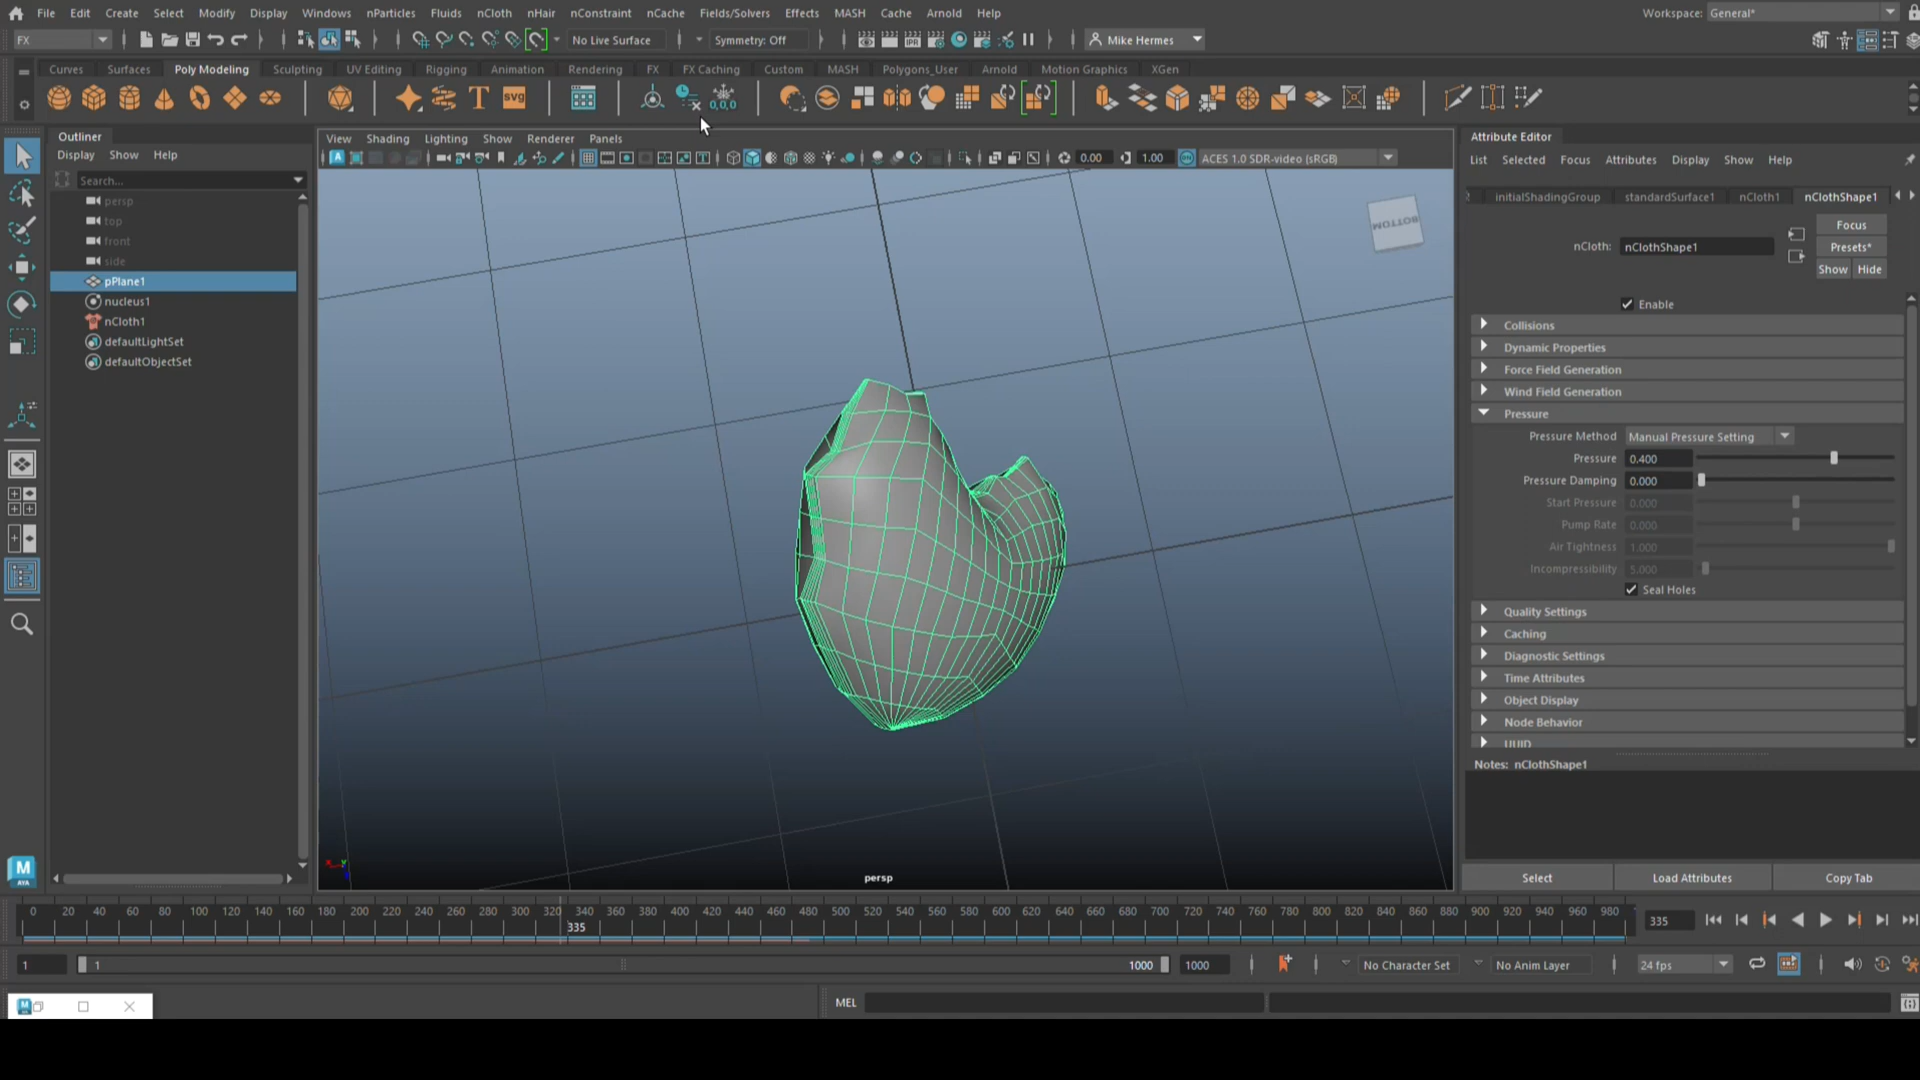 File Edit Create Select Modify Display Windows nParticles Fluids nCloth nHair nConstraint nCache Fields/Solvers Effects MASH Cache Arnold Help
Workspace: General*
FX No Live Surface Symmetry: Off Mike Hermes
Curves Surfaces Poly Modeling Sculpting UV Editing Rigging Animation Rendering FX FX Caching Custom MASH Polygons_User Arnold Motion Graphics XGen
SVG 0,0,0
Outliner
Display Show Help
Search...
persp
top
front
side
pPlane1
nucleus1
nCloth1
defaultLightSet
defaultObjectSet
View Shading Lighting Show Renderer Panels
0.00 1.00 ACES 1.0 SDR-video (sRGB)
BOTTOM
persp
Attribute Editor
List Selected Focus Attributes Display Show Help
initialShadingGroup standardSurface1 nCloth1 nClothShape1
Focus
nCloth: nClothShape1 Presets*
Show Hide
Enable
Collisions
Dynamic Properties
Force Field Generation
Wind Field Generation
Pressure
Pressure Method Manual Pressure Setting
Pressure 0.400
Pressure Damping 0.000
Start Pressure 0.000
Pump Rate 0.000
Air Tightness 1.000
Incompressibility 5.000
Seal Holes
Quality Settings
Caching
Diagnostic Settings
Time Attributes
Object Display
Node Behavior
UUID
Notes: nClothShape1
Select Load Attributes Copy Tab
0 20 40 60 80 100 120 140 160 180 200 220 240 260 280 300 320 340 360 380 400 420 440 460 480 500 520 540 560 580 600 620 640 660 680 700 720 740 760 780 800 820 840 860 880 900 920 940 960 980
335
335
1 1 1000 1000 No Character Set No Anim Layer 24 fps
MEL